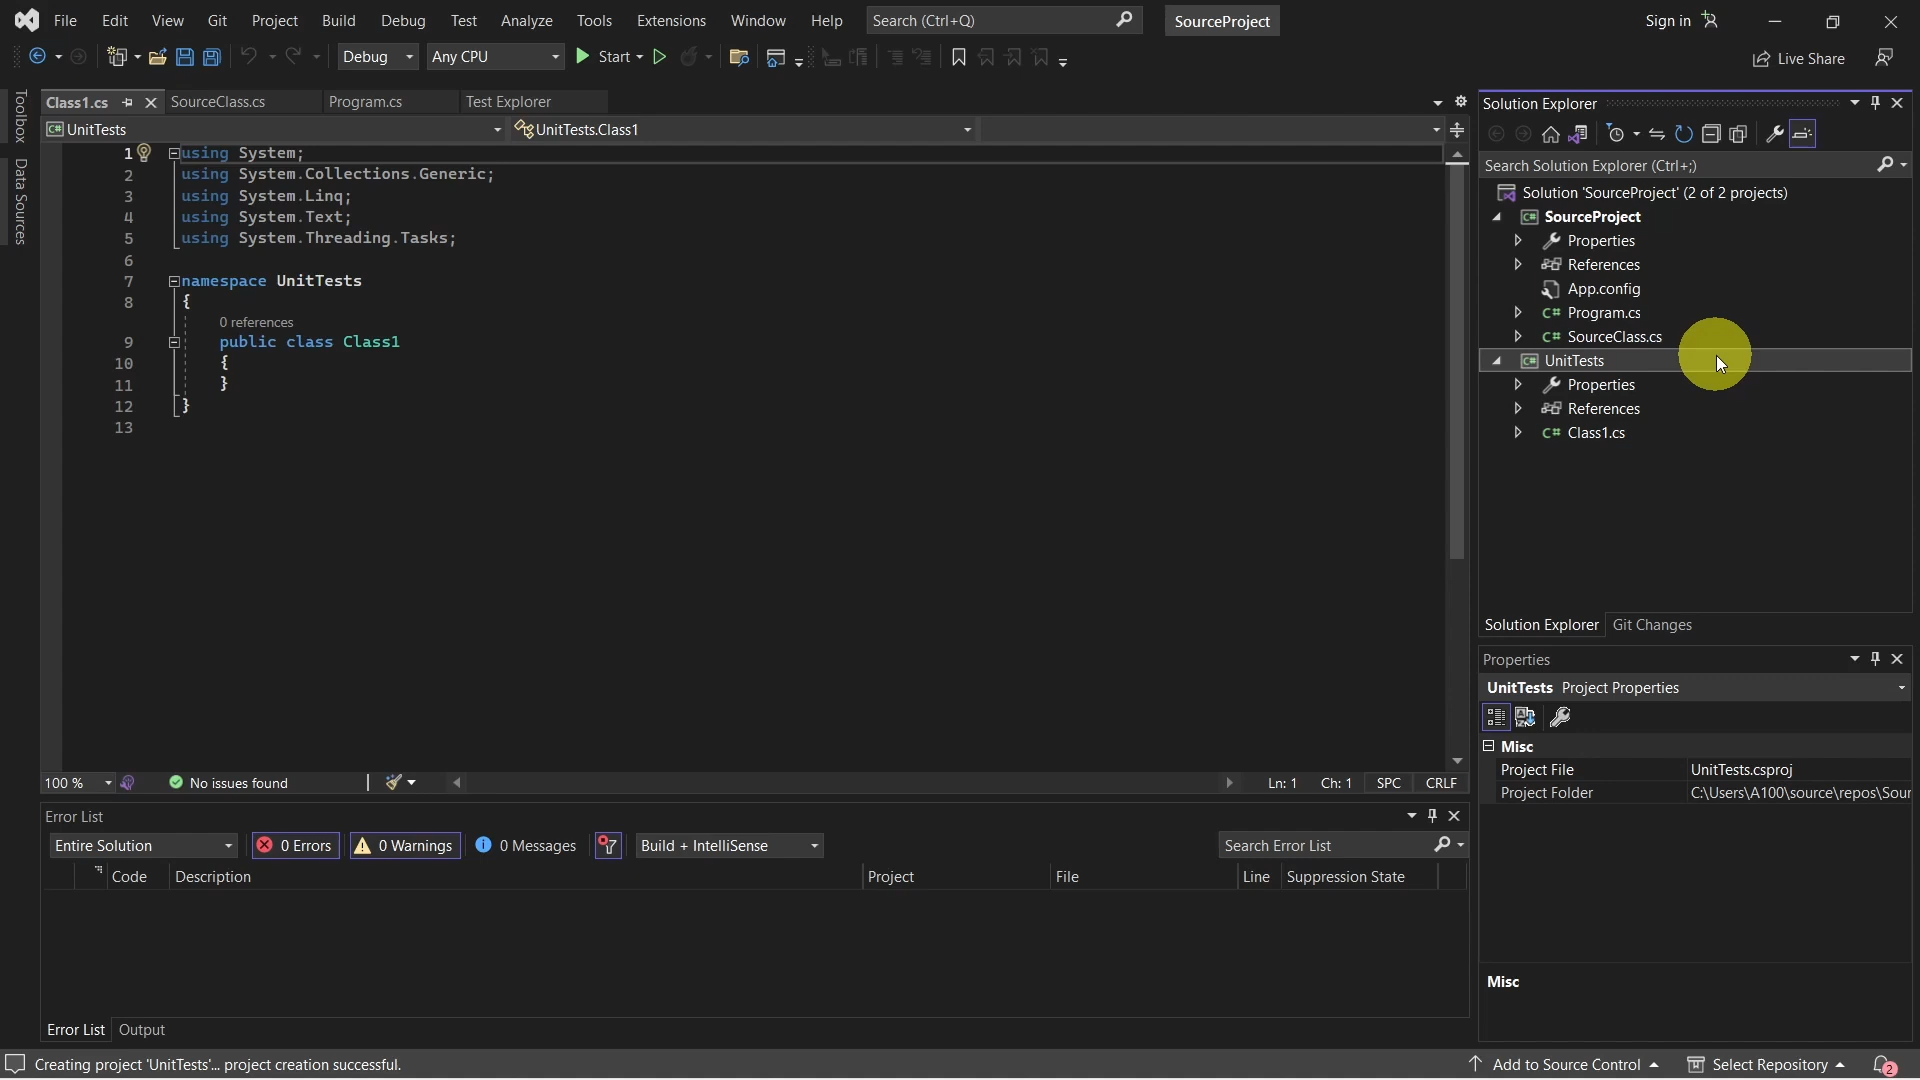 File Edit View Git Project Build Debug Test Analyze Tools Extensions Window Help Search (Ctrl+Q) SourceProject Sign in
Debug Any CPU Start Live Share
Toolbox
Data Sources
Class1.cs SourceClass.cs Program.cs Test Explorer
C# UnitTests UnitTests.Class1
1 using System;
2 using System.Collections.Generic;
3 using System.Linq;
4 using System.Text;
5 using System.Threading.Tasks;
6
7 namespace UnitTests
8 {
0 references
9 public class Class1
10 {
11 }
12 }
13
100 % No issues found Ln: 1 Ch: 1 SPC CRLF
Error List
Entire Solution 0 Errors 0 Warnings 0 Messages Build + IntelliSense Search Error List
Code Description Project File Line Suppression State
Error List Output
Solution Explorer
Search Solution Explorer (Ctrl+;)
Solution 'SourceProject' (2 of 2 projects)
C# SourceProject
Properties
References
App.config
C# Program.cs
C# SourceClass.cs
C# UnitTests
Properties
References
C# Class1.cs
Solution Explorer Git Changes
Properties
UnitTests Project Properties
Misc
Project File UnitTests.csproj
Project Folder C:\Users\A100\source\repos\Sour
Misc
Creating project 'UnitTests'... project creation successful. Add to Source Control Select Repository 2